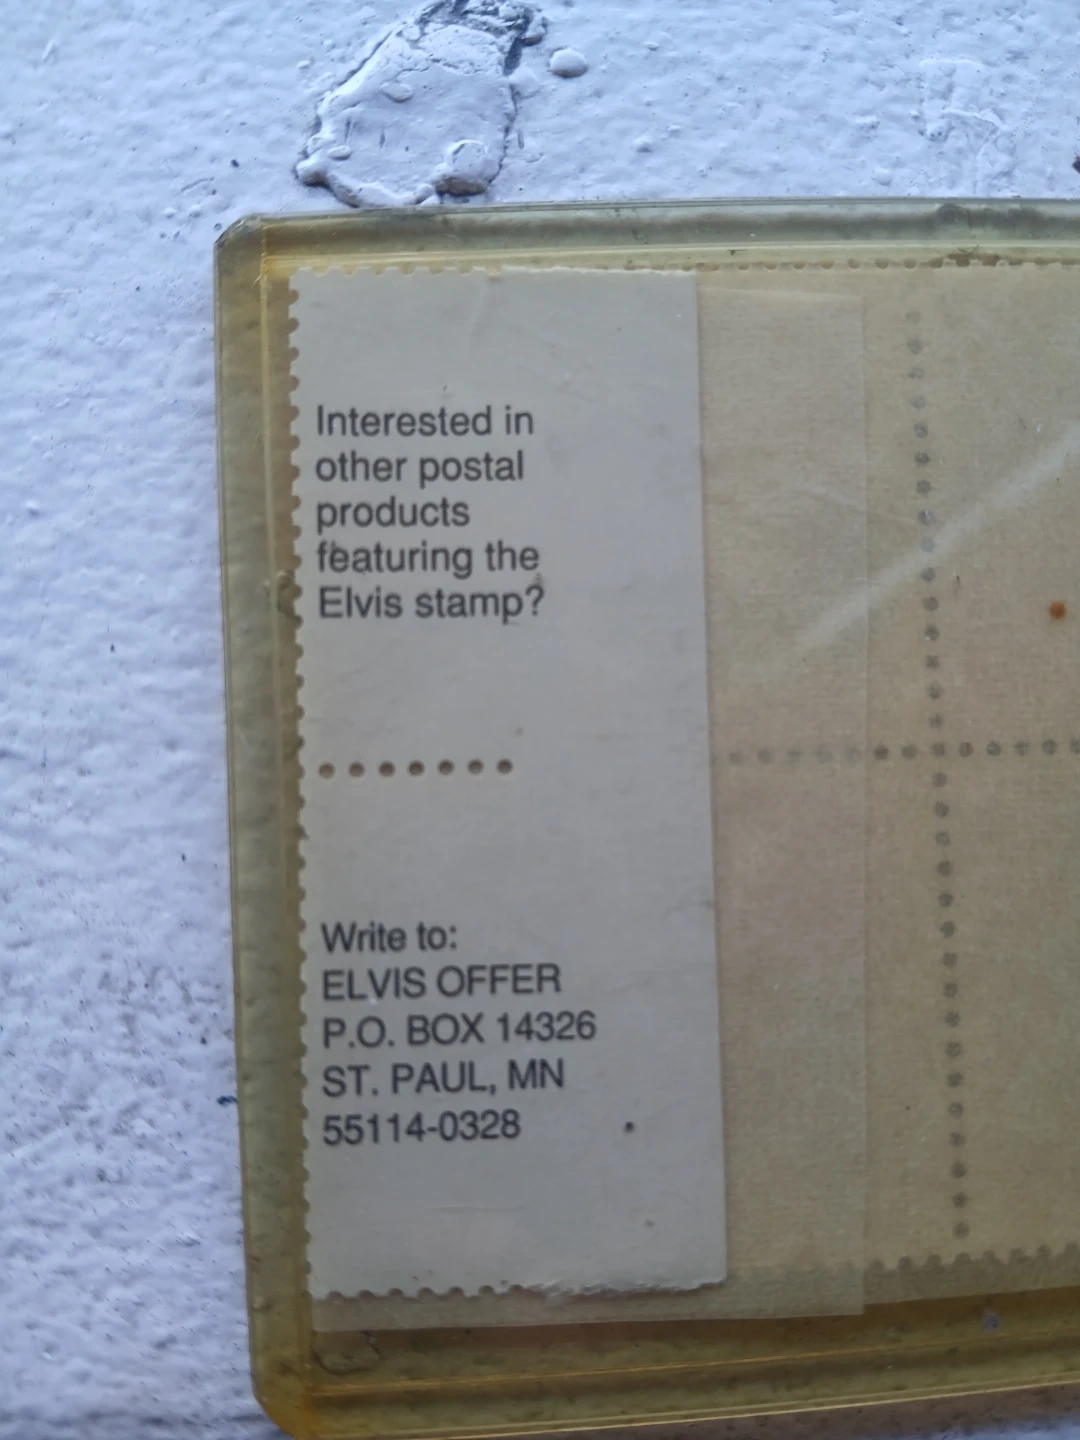 Interested in
other postal
products
featuring the
Elvis stamp?
Write to:
ELVIS OFFER
P.O. BOX 14326
ST. PAUL, MN
55114-0328